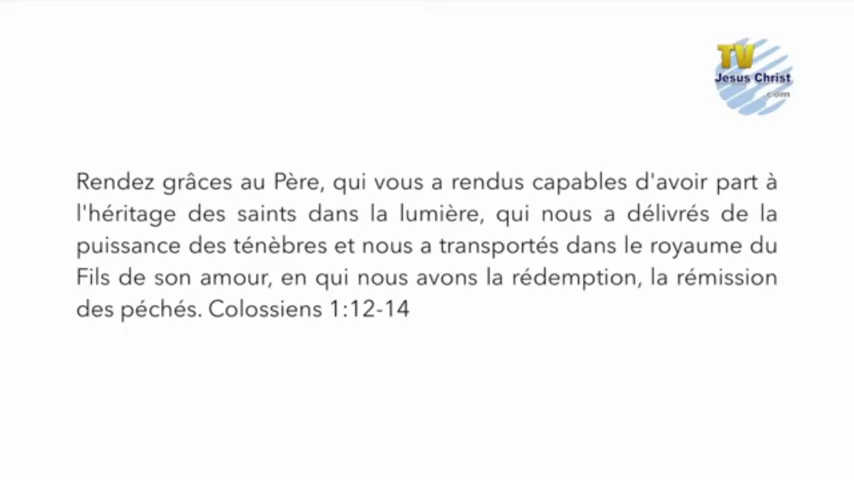 TV
Jesus Christ
.com
Rendez grâces au Père, qui vous a rendus capables d'avoir part à
l'héritage des saints dans la lumière, qui nous a délivrés de la
puissance des ténèbres et nous a transportés dans le royaume du
Fils de son amour, en qui nous avons la rédemption, la rémission
des péchés. Colossiens 1:12-14